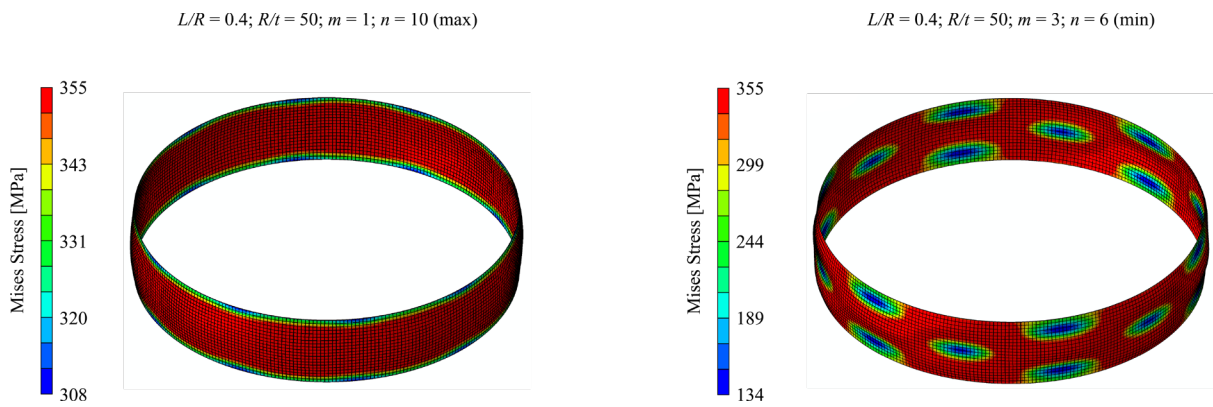 L/R = 0.4; R/t = 50; m = 1; n = 10 (max)
L/R = 0.4; R/t = 50; m = 3; n = 6 (min)
Mises Stress [MPa]
355
343
331
320
308
Mises Stress [MPa]
355
299
244
189
134